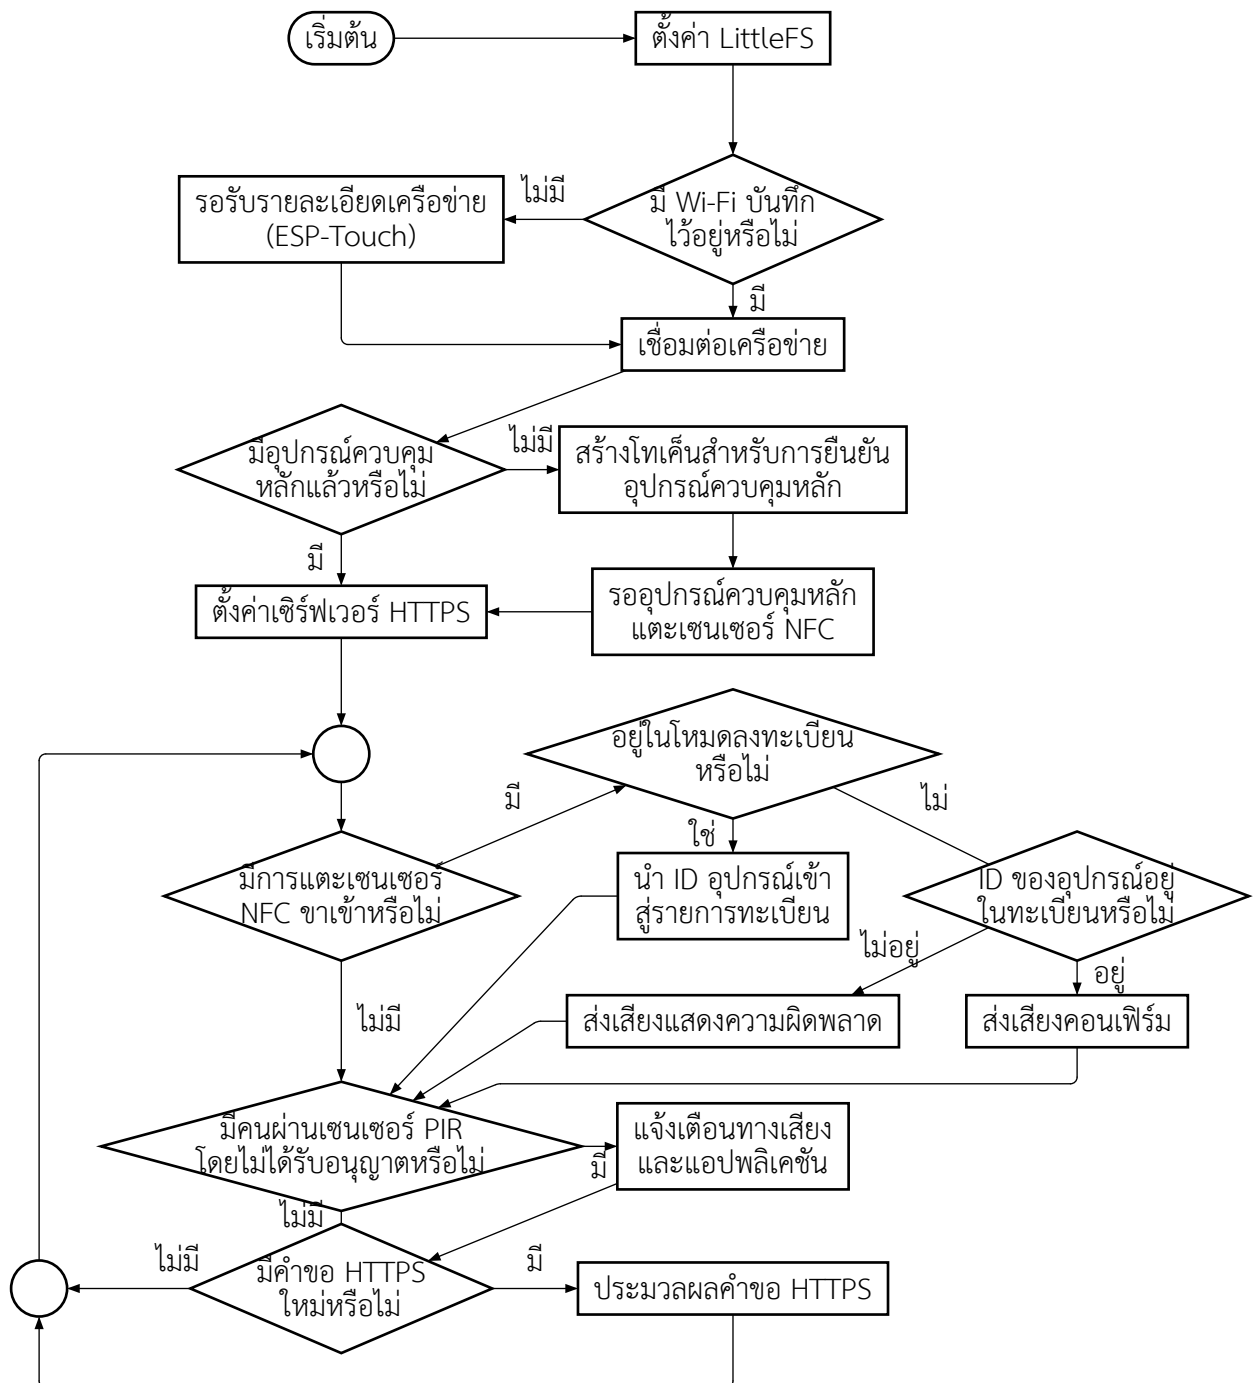 เริ่มต้น
ตั้งค่า LittleFS
มี Wi-Fi บันทึก
ไว้อยู่หรือไม่
ไม่มี
รอรับรายละเอียดเครือข่าย
(ESP-Touch)
มี
เชื่อมต่อเครือข่าย
มีอุปกรณ์ควบคุม
หลักแล้วหรือไม่
ไม่มี
สร้างโทเค็นสำหรับการยืนยัน
อุปกรณ์ควบคุมหลัก
มี
ตั้งค่าเซิร์ฟเวอร์ HTTPS
รออุปกรณ์ควบคุมหลัก
แตะเซนเซอร์ NFC
อยู่ในโหมดลงทะเบียน
หรือไม่
มี
ไม่
ใช่
มีการแตะเซนเซอร์
NFC ขาเข้าหรือไม่
นำ ID อุปกรณ์เข้า
สู่รายการทะเบียน
ID ของอุปกรณ์อยู่
ในทะเบียนหรือไม่
ไม่อยู่
อยู่
ไม่มี
ส่งเสียงแสดงความผิดพลาด
ส่งเสียงคอนเฟิร์ม
มีคนผ่านเซนเซอร์ PIR
โดยไม่ได้รับอนุญาตหรือไม่
มี
แจ้งเตือนทางเสียง
และแอปพลิเคชัน
ไม่มี
ไม่มี
มีคำขอ HTTPS
ใหม่หรือไม่
มี
ประมวลผลคำขอ HTTPS